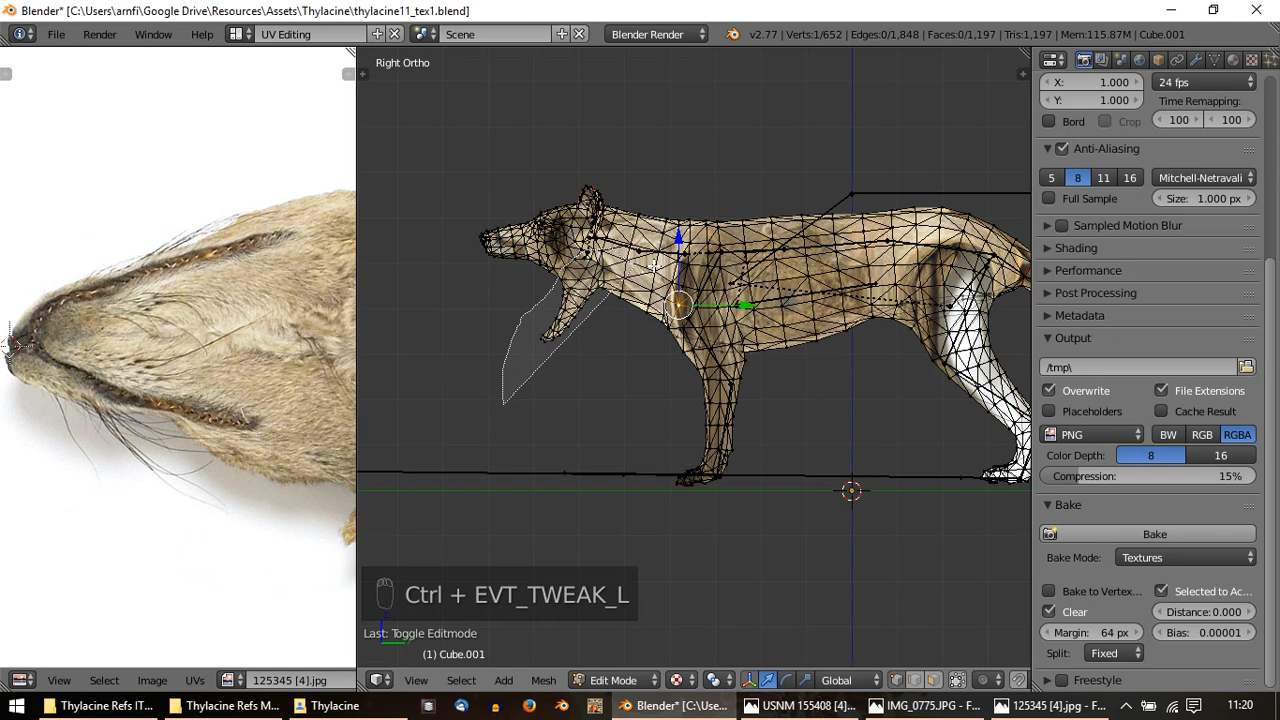 Blender* [C:\Users\arnfi\Google Drive\Resources\Assets\Thylacine\thylacine11_tex1.blend]
File Render Window Help UV Editing Scene Blender Render v2.77 | Verts:1/652 | Edges:0/1,848 | Faces:0/1,197 | Tris:1,197 | Mem:115.87M | Cube.001
Right Ortho
X: 1.000
24 fps
Y: 1.000
Time Remapping:
Bord
Crop
100
100
Anti-Aliasing
5 8 11 16 Mitchell-Netravali
Full Sample
Size: 1.000 px
Sampled Motion Blur
Shading
Performance
Post Processing
Metadata
Output
/tmp\
Overwrite
File Extensions
Placeholders
Cache Result
PNG
BW RGB RGBA
Color Depth: 8 16
Compression: 15%
Bake
Bake
Bake Mode: Textures
Bake to Vertex...
Selected to Ac...
Clear
Distance:0.000
Margin: 64 px
Bias: 0.00001
Split: Fixed
Freestyle
Ctrl + EVT_TWEAK_L
Last: Toggle Editmode
(1) Cube.001
View Select Image UVs 125345 [4].jpg
View Select Add Mesh Edit Mode Global
Thylacine Refs IT...
Thylacine Refs M...
Thylacine
Blender* [C:\Use...
USNM 155408 [4]...
IMG_0775.JPG - F...
125345 [4].jpg - F...
11:20